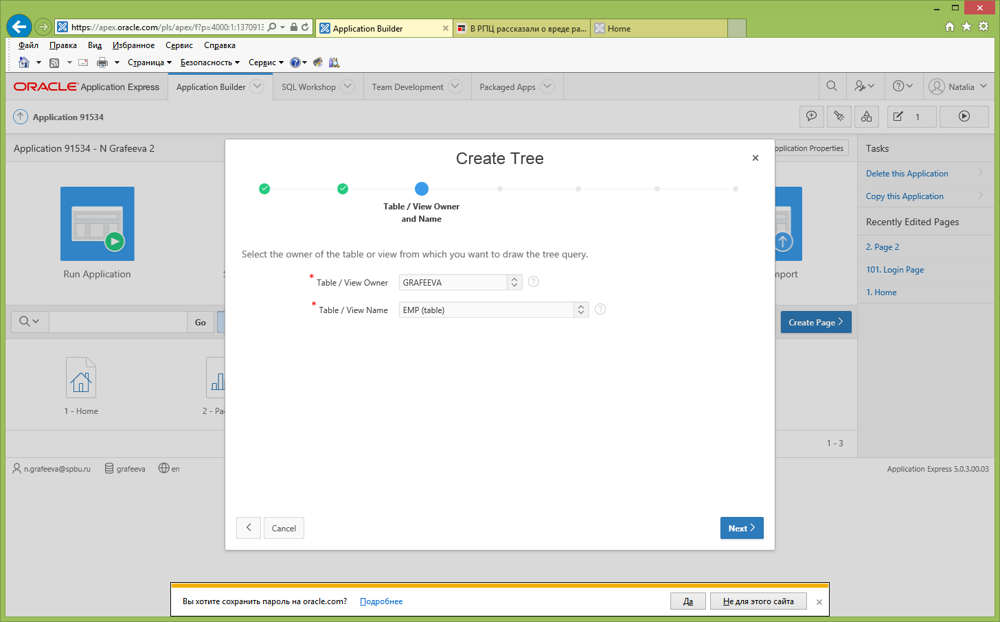 https://apex.oracle.com/pls/apex/f?p=4000:1:1370913
Application Builder
В РПЦ рассказали о вреде ра...
Home
Файл Правка Вид Избранное Сервис Справка
Страница Безопасность Сервис
ORACLE Application Express
Application Builder
SQL Workshop
Team Development
Packaged Apps
Natalia
Application 91534
1
Application 91534 - N Grafeeva 2
pplication Properties
Tasks
Create Tree
Delete this Application
Copy this Application
Table / View Owner
and Name
Recently Edited Pages
2. Page 2
101. Login Page
1. Home
Select the owner of the table or view from which you want to draw the tree query.
Run Application
mport
* Table / View Owner GRAFEEVA
* Table / View Name EMP (table)
Go
Create Page
1 - Home
2 - Pa
1 - 3
n.grafeeva@spbu.ru grafeeva en
Application Express 5.0.3.00.03
Cancel
Next
Вы хотите сохранить пароль на oracle.com? Подробнее
Да
Не для этого сайта